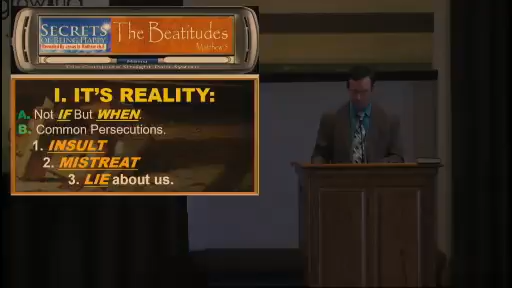 SECRETS
OF BEING HAPPY
The Beatitudes
Matthew 5
I. IT'S REALITY:
A. Not IF But WHEN.
B. Common Persecutions.
1. INSULT
2. MISTREAT
3. LIE about us.